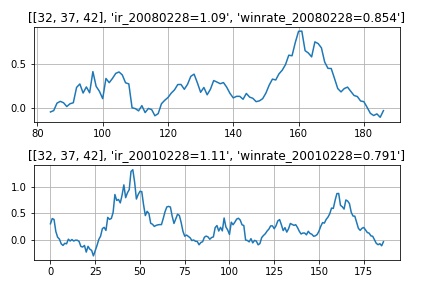 [[32, 37, 42], 'ir_20080228=1.09', 'winrate_20080228=0.854']
0.5
0.0
80 100 120 140 160 180
[[32, 37, 42], 'ir_20010228=1.11', 'winrate_20010228=0.791']
1.0
0.5
0.0
0 25 50 75 100 125 150 175